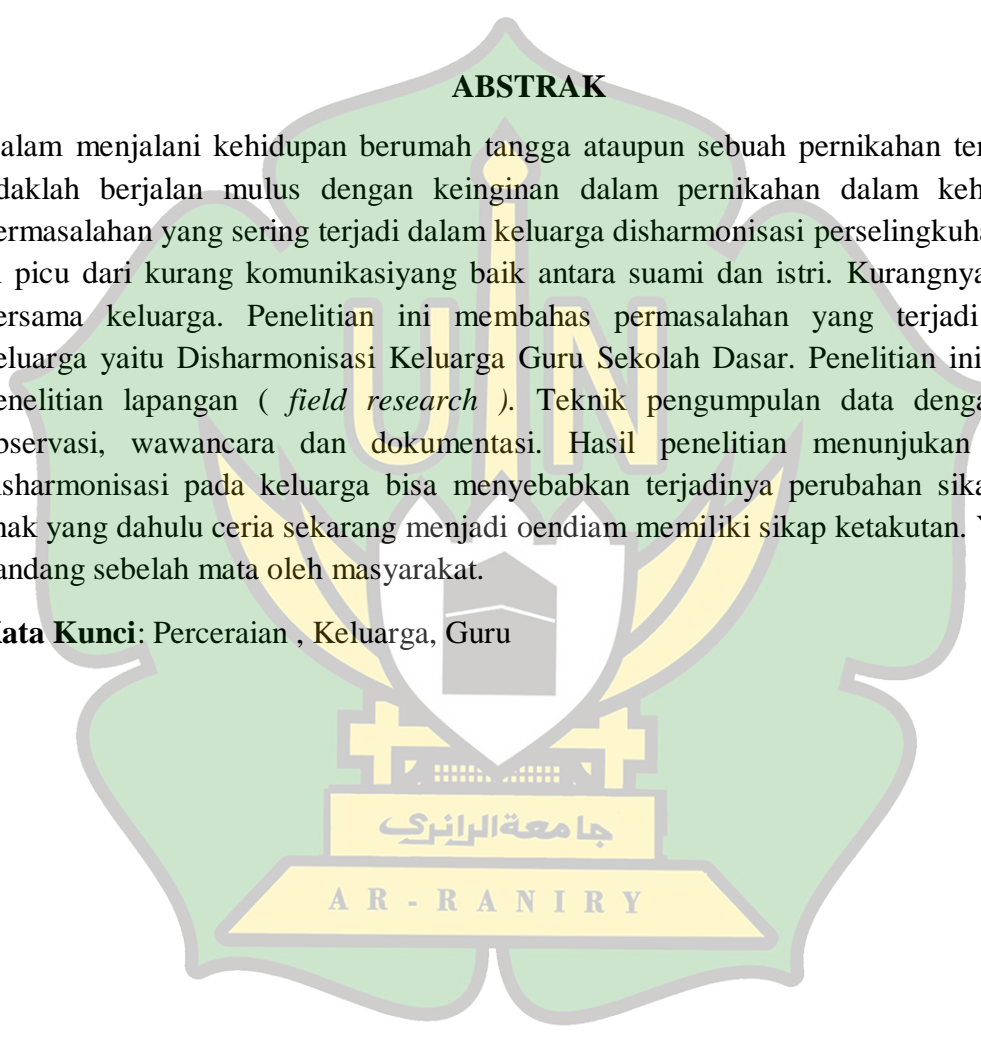 ABSTRAK
alam menjalani kehidupan berumah tangga ataupun sebuah pernikahan ter
daklah berjalan mulus dengan keinginan dalam pernikahan dalam keh
ermasalahan yang sering terjadi dalam keluarga disharmonisasi perselingkuha
i picu dari kurang komunikasiyang baik antara suami dan istri. Kurangnya
ersama keluarga. Penelitian ini membahas permasalahan yang terjadi
eluarga yaitu Disharmonisasi Keluarga Guru Sekolah Dasar. Penelitian ini
enelitian lapangan ( field research ). Teknik pengumpulan data denga
bservasi, wawancara dan dokumentasi. Hasil penelitian menunjukan
isharmonisasi pada keluarga bisa menyebabkan terjadinya perubahan sika
nak yang dahulu ceria sekarang menjadi oendiam memiliki sikap ketakutan. Y
andang sebelah mata oleh masyarakat.
Kata Kunci: Perceraian , Keluarga, Guru
UIN
جامعة الرانري
AR-RANIRY